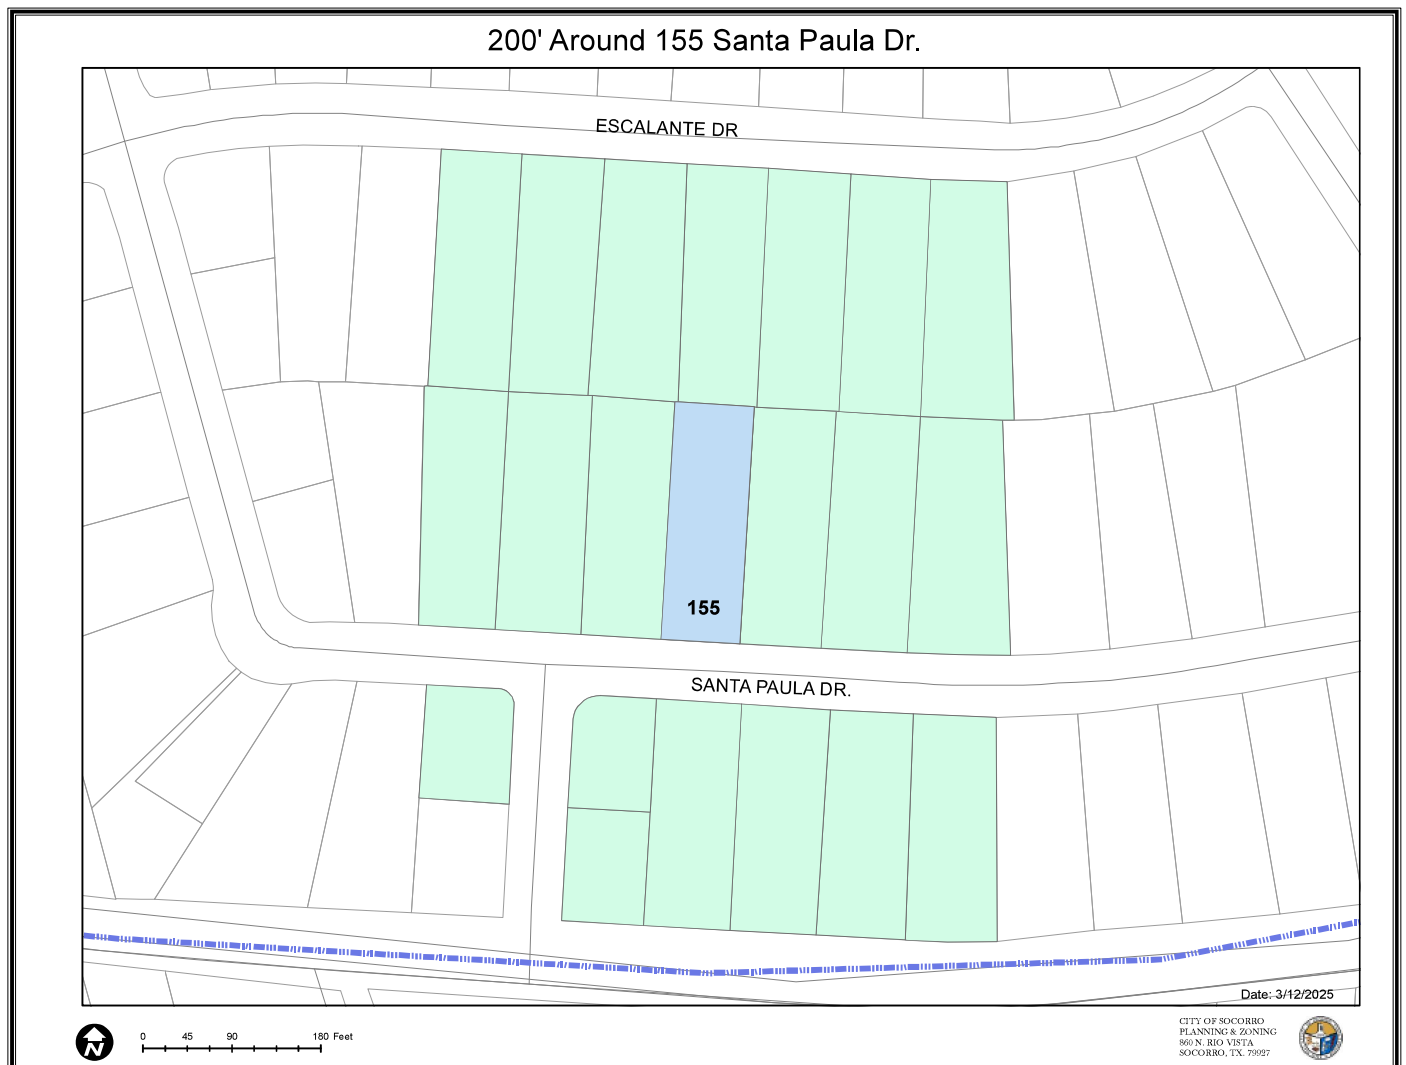 200' Around 155 Santa Paula Dr.
ESCALANTE DR
155
SANTA PAULA DR.
Date: 3/12/2025
N
0 45 90 180 Feet
CITY OF SOCORRO
PLANNING & ZONING
860 N. RIO VISTA
SOCORRO, TX. 79927